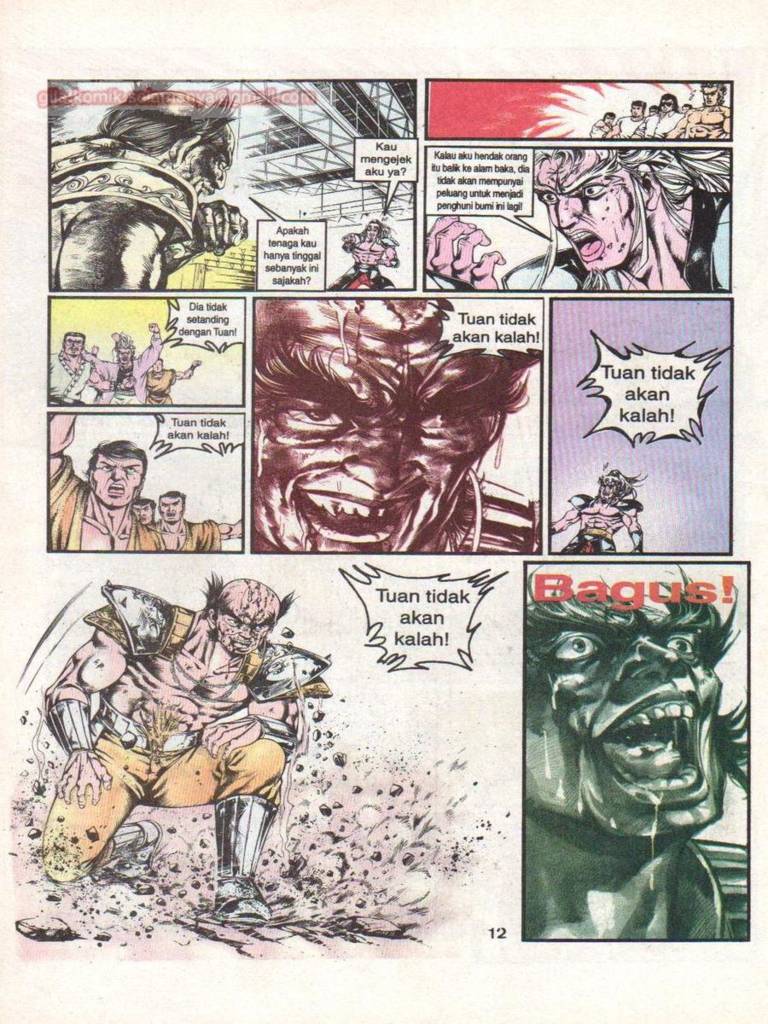 Kau
mengejek
aku ya?
Apakah
tenaga kau
hanya tinggal
sebanyak ini
sajakah?
Kalau aku hendak orang
itu balik ke alam baka, dia
tidak akan mempunyai
peluang untuk menjadi
penghuni bumi ini lagi!
Dia tidak
setanding
dengan Tuan!
Tuan tidak
akan kalah!
Tuan tidak
akan kalah!
Tuan tidak
akan
kalah!
Tuan tidak
akan
kalah!
Bagus!
12